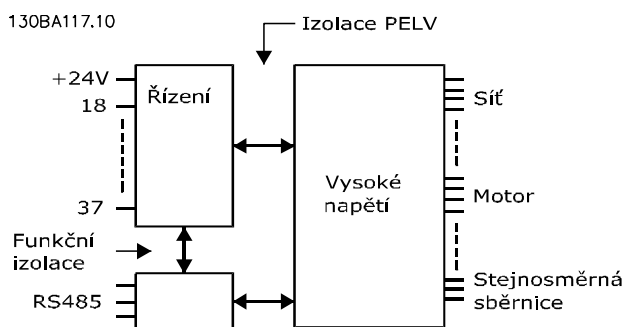 130BA117.10
Izolace PELV
+24V
18
Řízení
37
Vysoké
napětí
Síť
Motor
Stejnosměrná
sběrnice
Funkční
izolace
RS485